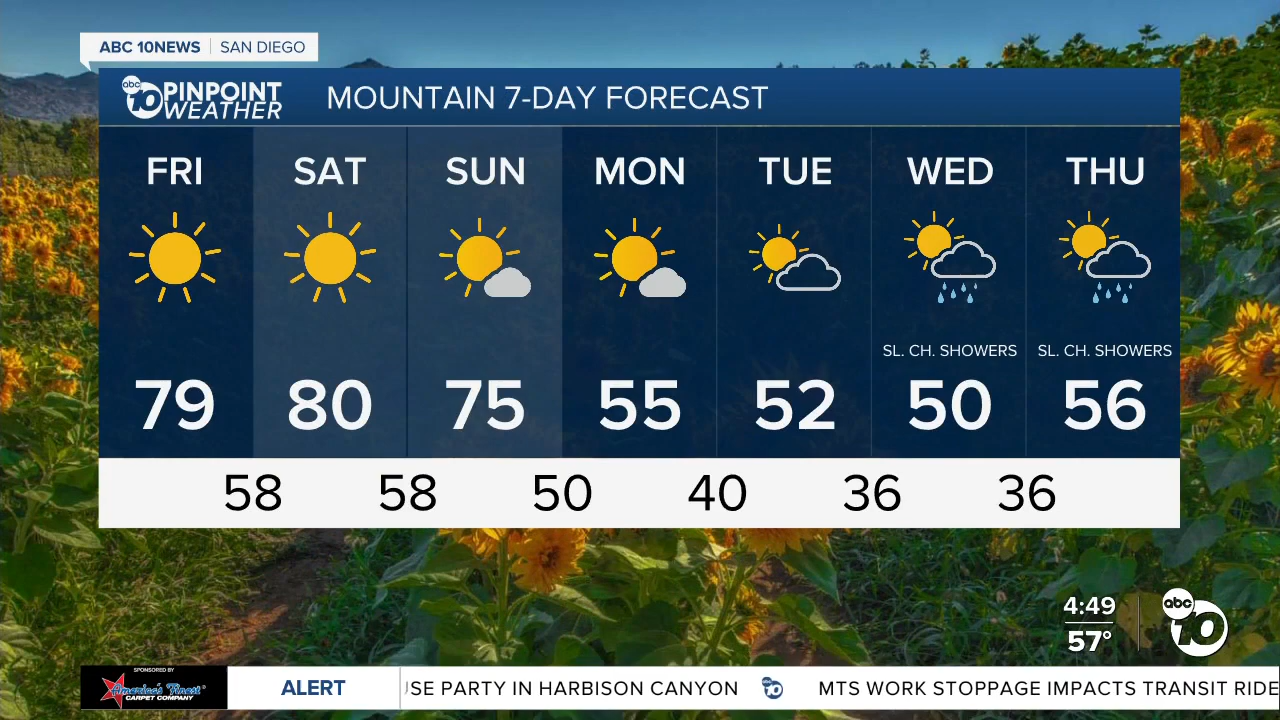 ABC 10NEWS | SAN DIEGO
abc 10 PINPOINT WEATHER
MOUNTAIN 7-DAY FORECAST
FRI SAT SUN MON TUE WED THU
SL. CH. SHOWERS SL. CH. SHOWERS
79 80 75 55 52 50 56
58 58 50 40 36 36
4:49
57°
abc 10
SPONSORED BY
America's Finest
CARPET COMPANY
ALERT
USE PARTY IN HARBISON CANYON 10 MTS WORK STOPPAGE IMPACTS TRANSIT RIDE